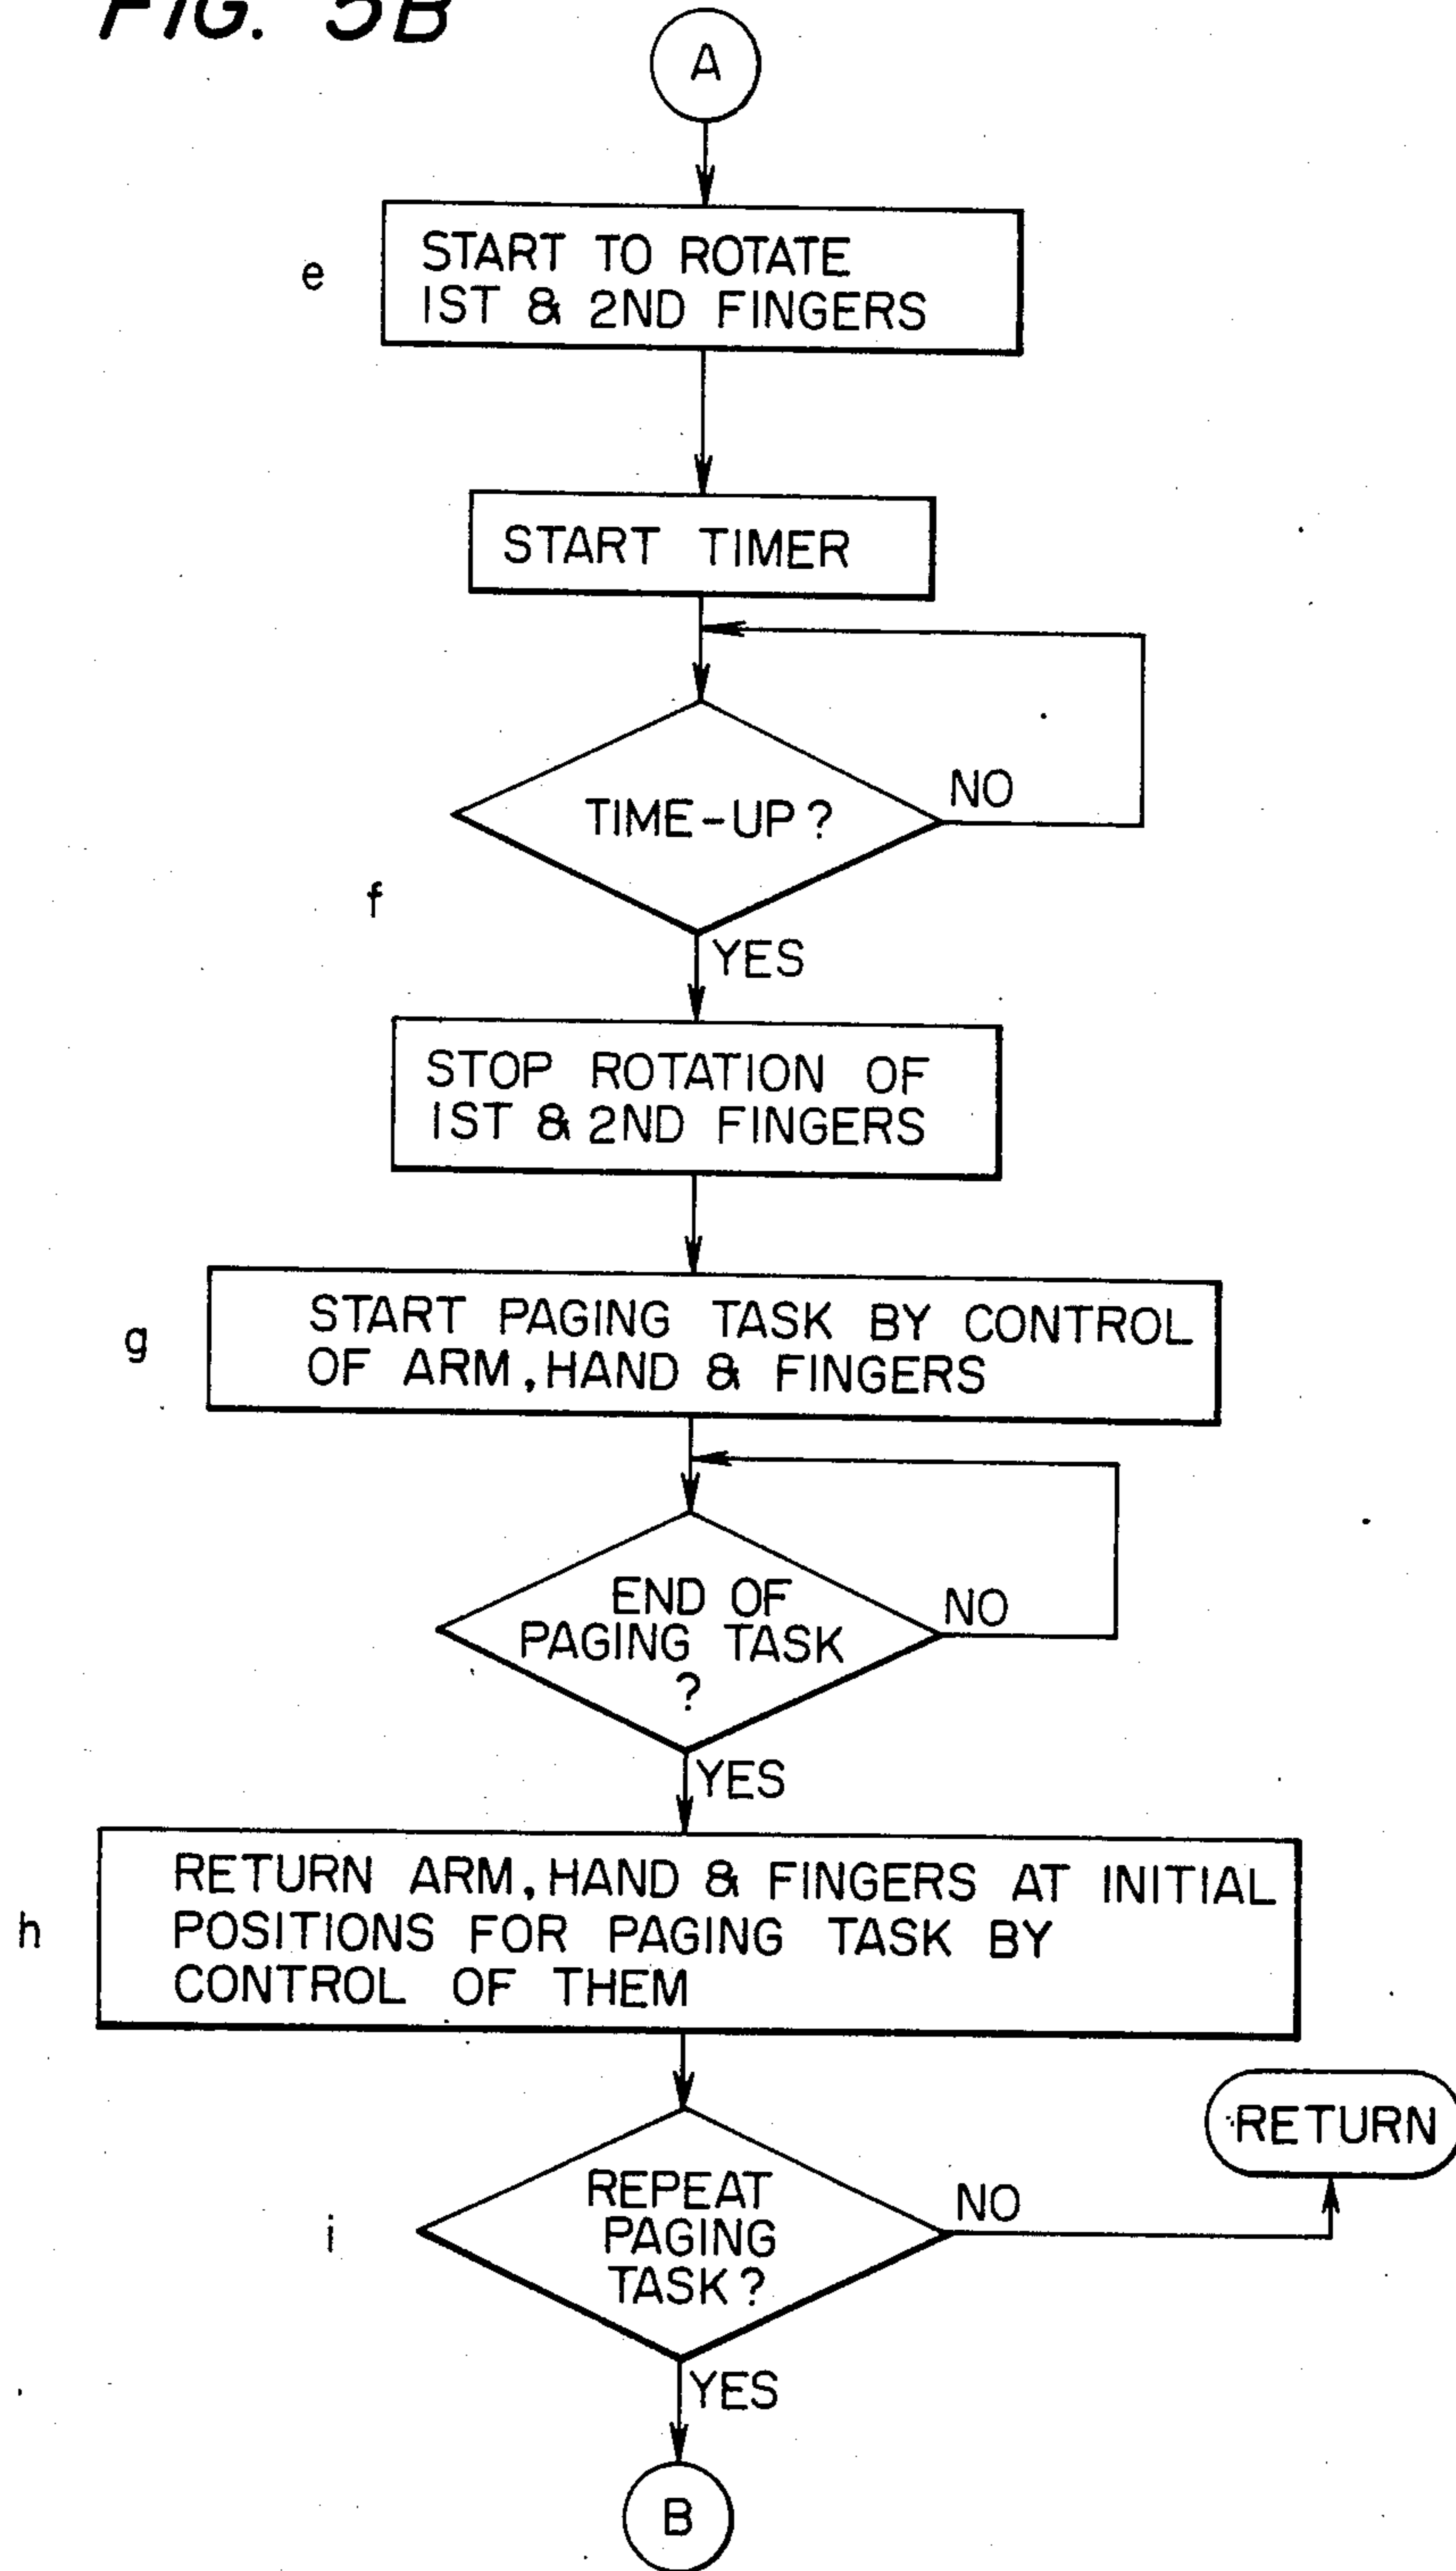 FIG. 5B
A
e
START TO ROTATE
1ST & 2ND FINGERS
START TIMER
TIME-UP?
NO
f
YES
STOP ROTATION OF
1ST & 2ND FINGERS
g
START PAGING TASK BY CONTROL
OF ARM, HAND & FINGERS
END OF
PAGING TASK
?
NO
YES
h
RETURN ARM, HAND & FINGERS AT INITIAL
POSITIONS FOR PAGING TASK BY
CONTROL OF THEM
RETURN
i
REPEAT
PAGING
TASK?
NO
YES
B